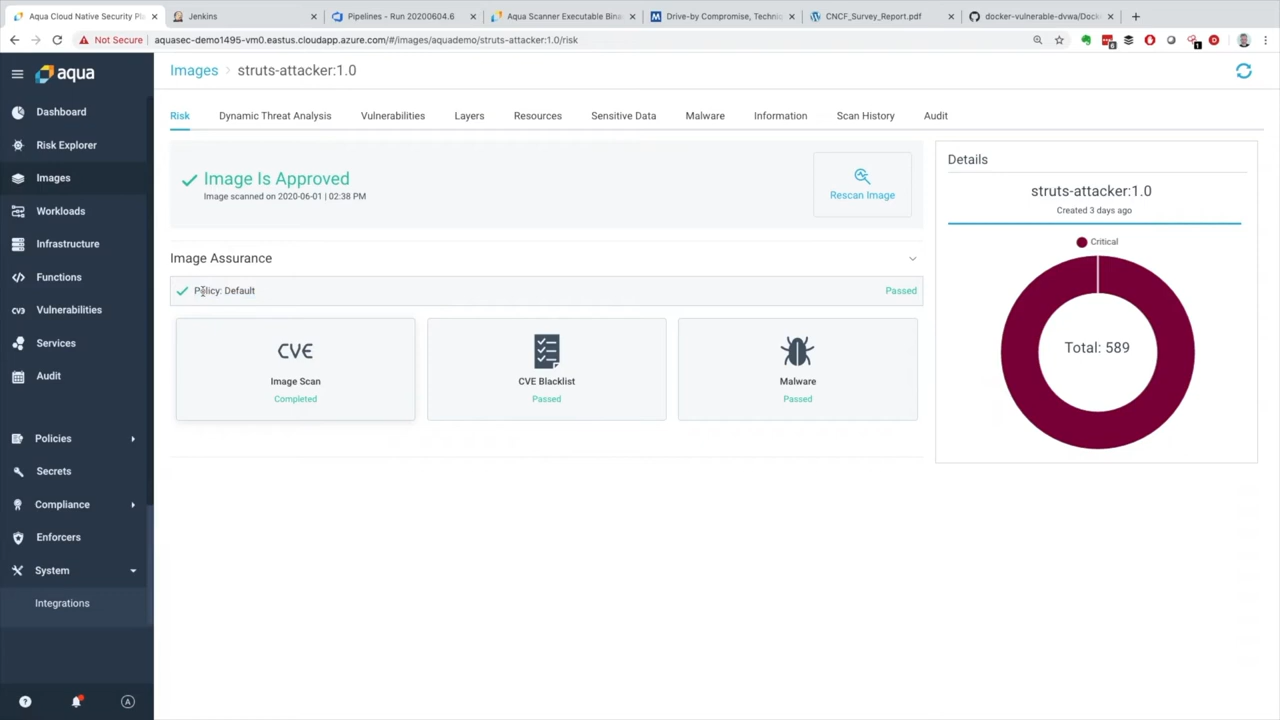 Aqua Cloud Native Security Pl
Jenkins
Pipelines - Run 20200604.6
Aqua Scanner Executable Bina
Drive-by Compromise, Techniq
CNCF_Survey_Report.pdf
docker-vulnerable-dvwa/Dock
Not Secure
aquasec-demo1495-vm0.eastus.cloudapp.azure.com/#/images/aquademo/struts-attacker:1.0/risk
aqua
Images > struts-attacker:1.0
Dashboard
Risk Explorer
Images
Workloads
Infrastructure
Functions
CVE Vulnerabilities
Services
Audit
Policies
Secrets
Compliance
Enforcers
System
Integrations
Risk
Dynamic Threat Analysis
Vulnerabilities
Layers
Resources
Sensitive Data
Malware
Information
Scan History
Audit
Image Is Approved
Image scanned on 2020-06-01 | 02:38 PM
Rescan Image
Image Assurance
Policy: Default
Passed
CVE
Image Scan
Completed
CVE Blacklist
Passed
Malware
Passed
Details
struts-attacker:1.0
Created 3 days ago
Critical
Total: 589